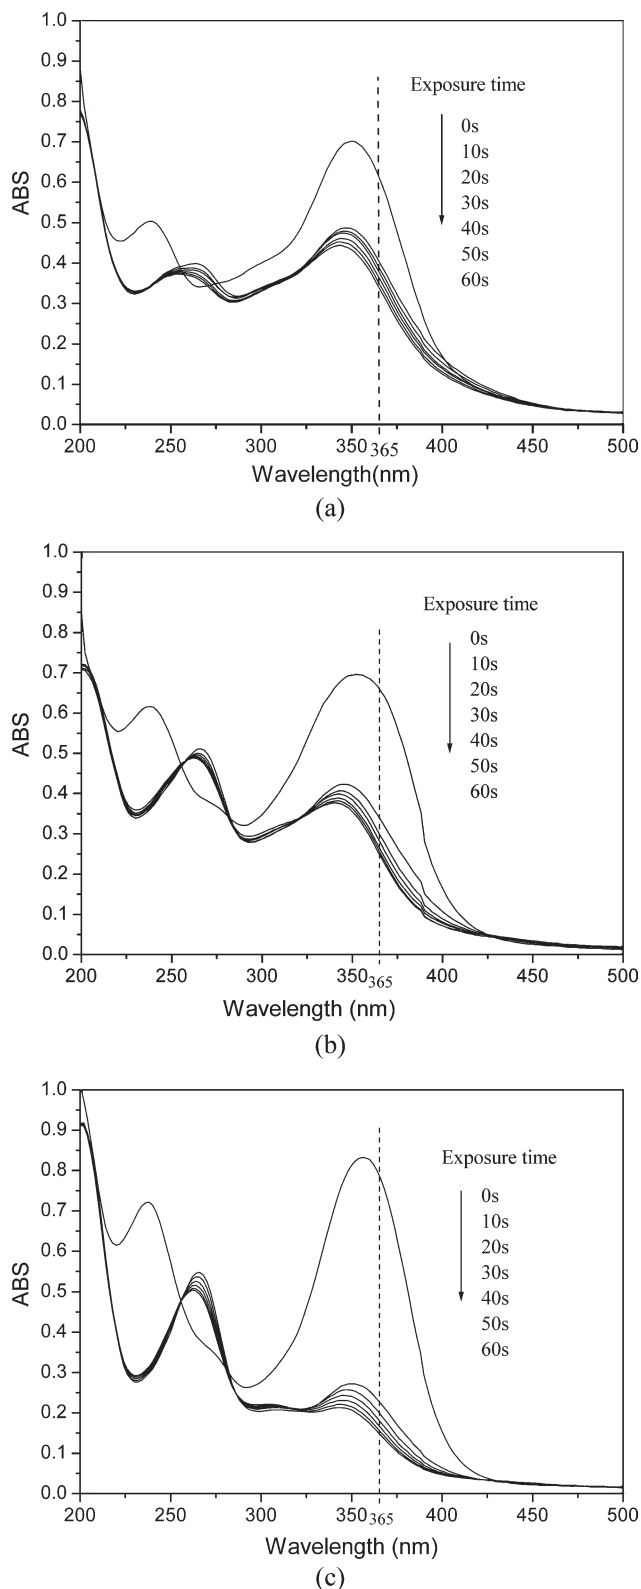 1.0
0.9
0.8
0.7
0.6
0.5
0.4
0.3
0.2
0.1
0.0
ABS
Exposure time
0s
10s
20s
30s
40s
50s
60s
200 250 300 350 365 400 450 500
Wavelength(nm)
(a)
1.0
0.9
0.8
0.7
0.6
0.5
0.4
0.3
0.2
0.1
0.0
ABS
Exposure time
0s
10s
20s
30s
40s
50s
60s
200 250 300 350 365 400 450 500
Wavelength (nm)
(b)
1.0
0.9
0.8
0.7
0.6
0.5
0.4
0.3
0.2
0.1
0.0
ABS
Exposure time
0s
10s
20s
30s
40s
50s
60s
200 250 300 350 365 400 450 500
Wavelength (nm)
(c)